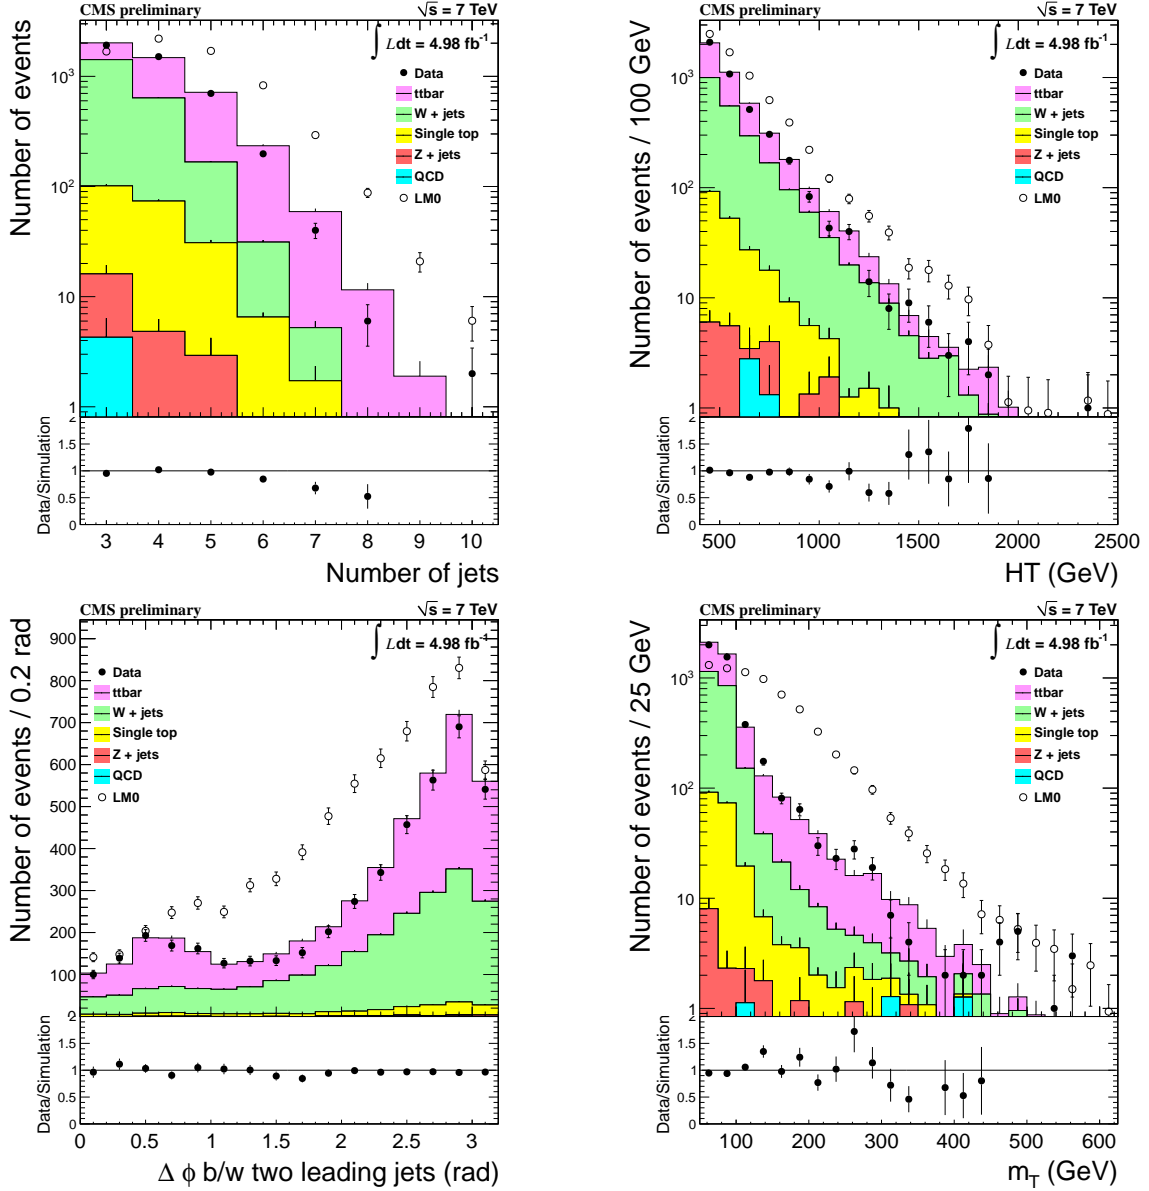 CMS preliminary
√s = 7 TeV
∫ Ldt = 4.98 fb⁻¹
Number of events
10³
10²
10
1
Data
ttbar
W + jets
Single top
Z + jets
QCD
LM0
Data/Simulation
2
1.5
1
0.5
0
3 4 5 6 7 8 9 10
Number of jets
CMS preliminary
√s = 7 TeV
∫ Ldt = 4.98 fb⁻¹
Number of events / 100 GeV
10³
10²
10
1
Data
ttbar
W + jets
Single top
Z + jets
QCD
LM0
Data/Simulation
2
1.5
1
0.5
0
500 1000 1500 2000 2500
HT (GeV)
CMS preliminary
√s = 7 TeV
∫ Ldt = 4.98 fb⁻¹
Number of events / 0.2 rad
900
800
700
600
500
400
300
200
100
Data
ttbar
W + jets
Single top
Z + jets
QCD
LM0
Data/Simulation
2
1.5
1
0.5
0
0 0.5 1 1.5 2 2.5 3
Δ ϕ b/w two leading jets (rad)
CMS preliminary
√s = 7 TeV
∫ Ldt = 4.98 fb⁻¹
Number of events / 25 GeV
10³
10²
10
1
Data
ttbar
W + jets
Single top
Z + jets
QCD
LM0
Data/Simulation
2
1.5
1
0.5
0
100 200 300 400 500 600
m_T (GeV)